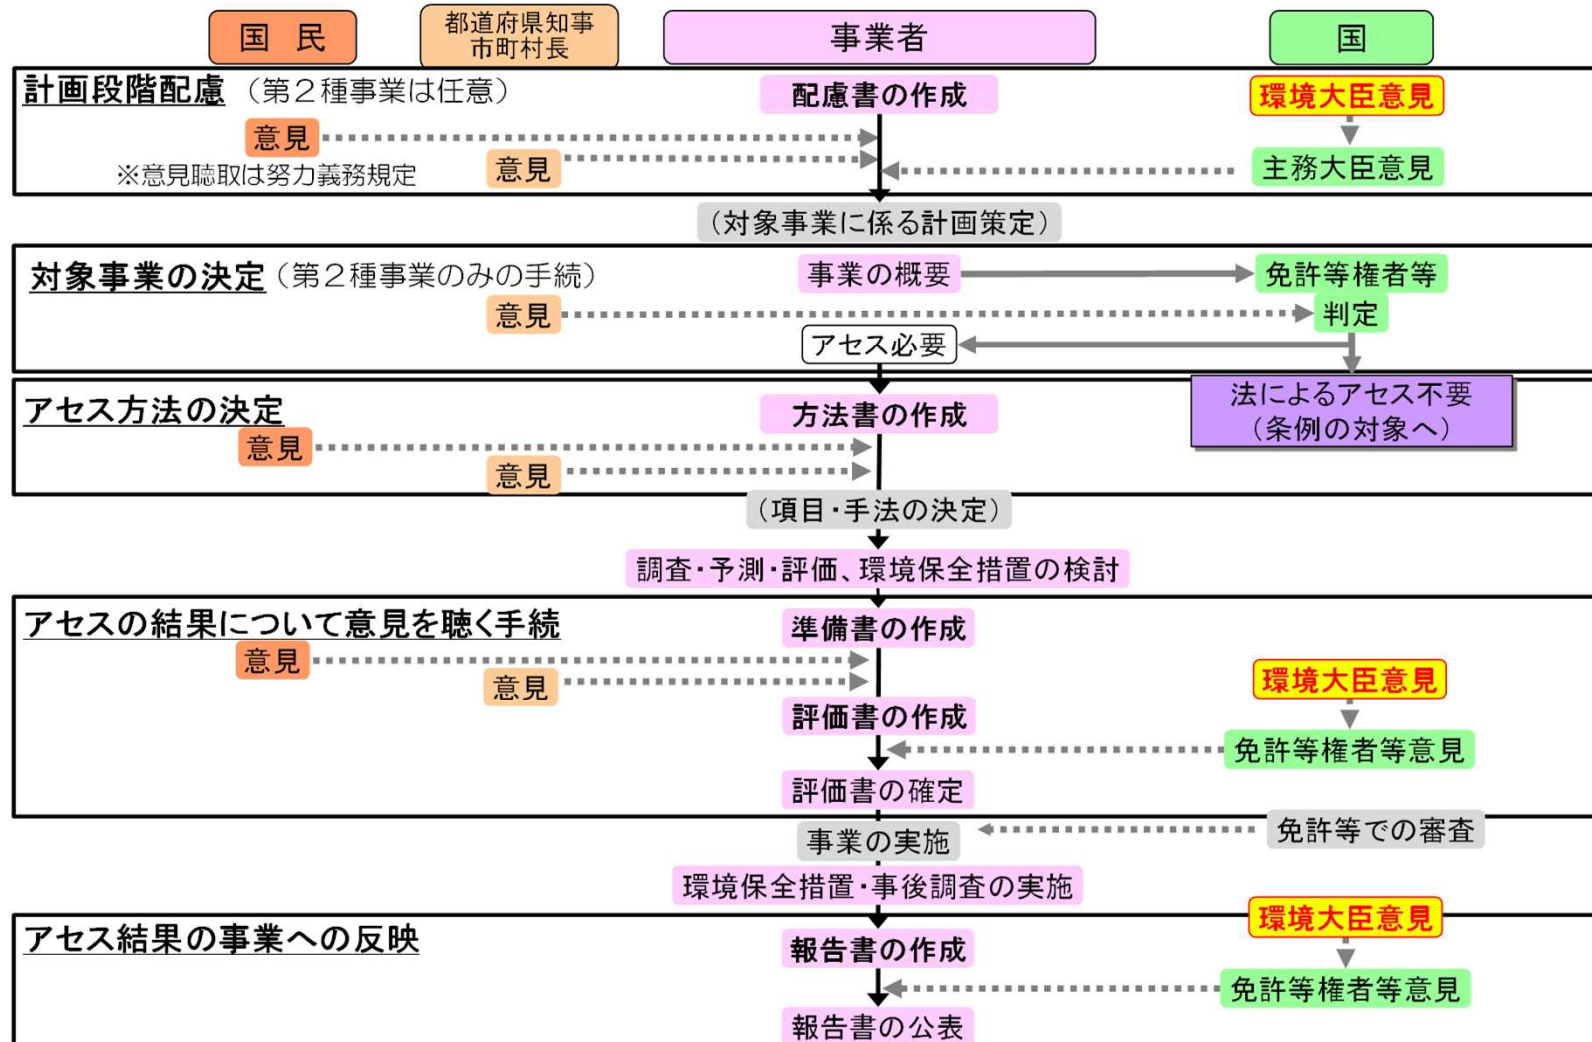 国 民
都道府県知事
市町村長
事業者
国
計画段階配慮 （第２種事業は任意）
配慮書の作成
環境大臣意見
意見
意見
主務大臣意見
※意見聴取は努力義務規定
（対象事業に係る計画策定）
対象事業の決定 （第２種事業のみの手続）
事業の概要
免許等権者等
意見
判定
アセス必要
法によるアセス不要
（条例の対象へ）
アセス方法の決定
方法書の作成
意見
意見
（項目・手法の決定）
調査・予測・評価、環境保全措置の検討
アセスの結果について意見を聴く手続
準備書の作成
意見
意見
環境大臣意見
評価書の作成
免許等権者等意見
評価書の確定
事業の実施
免許等での審査
環境保全措置・事後調査の実施
アセス結果の事業への反映
環境大臣意見
報告書の作成
免許等権者等意見
報告書の公表